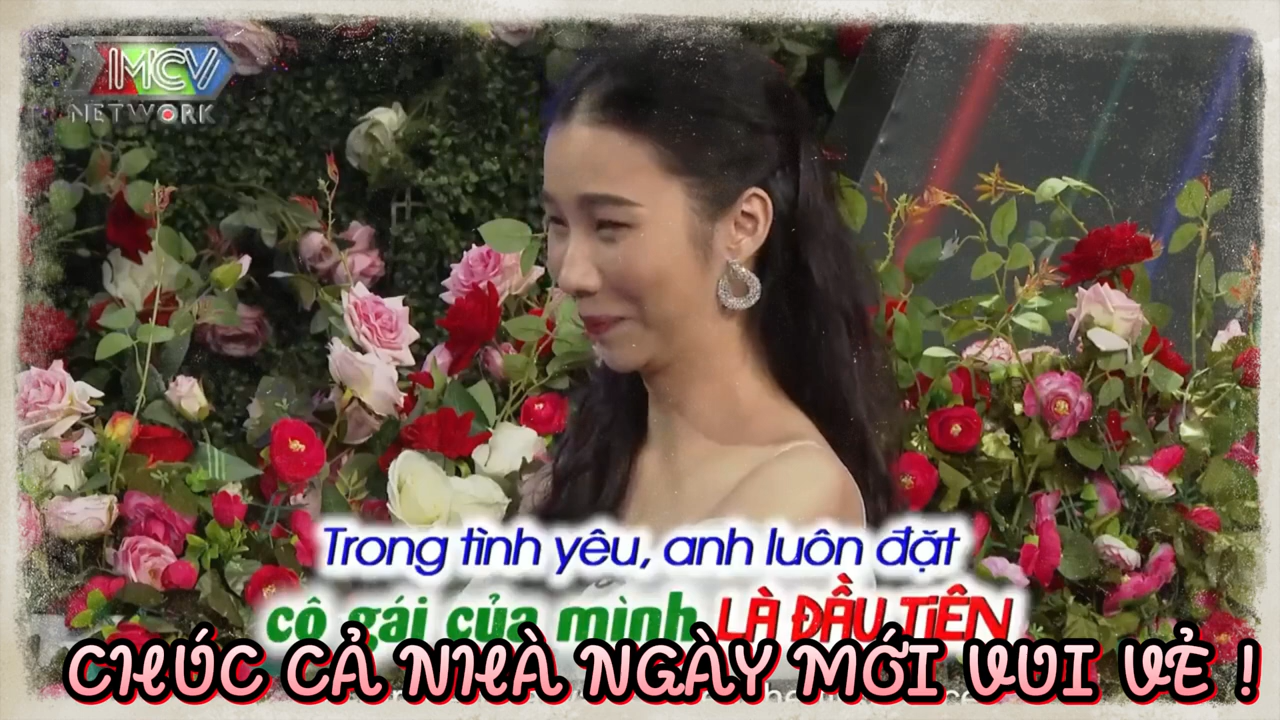 MCV
NETWORK
Trong tình yêu, anh luôn đặt
cô gái của mình LÀ ĐẦU TIÊN
CHÚC CẢ NHÀ NGÀY MỚI VUI VẺ !